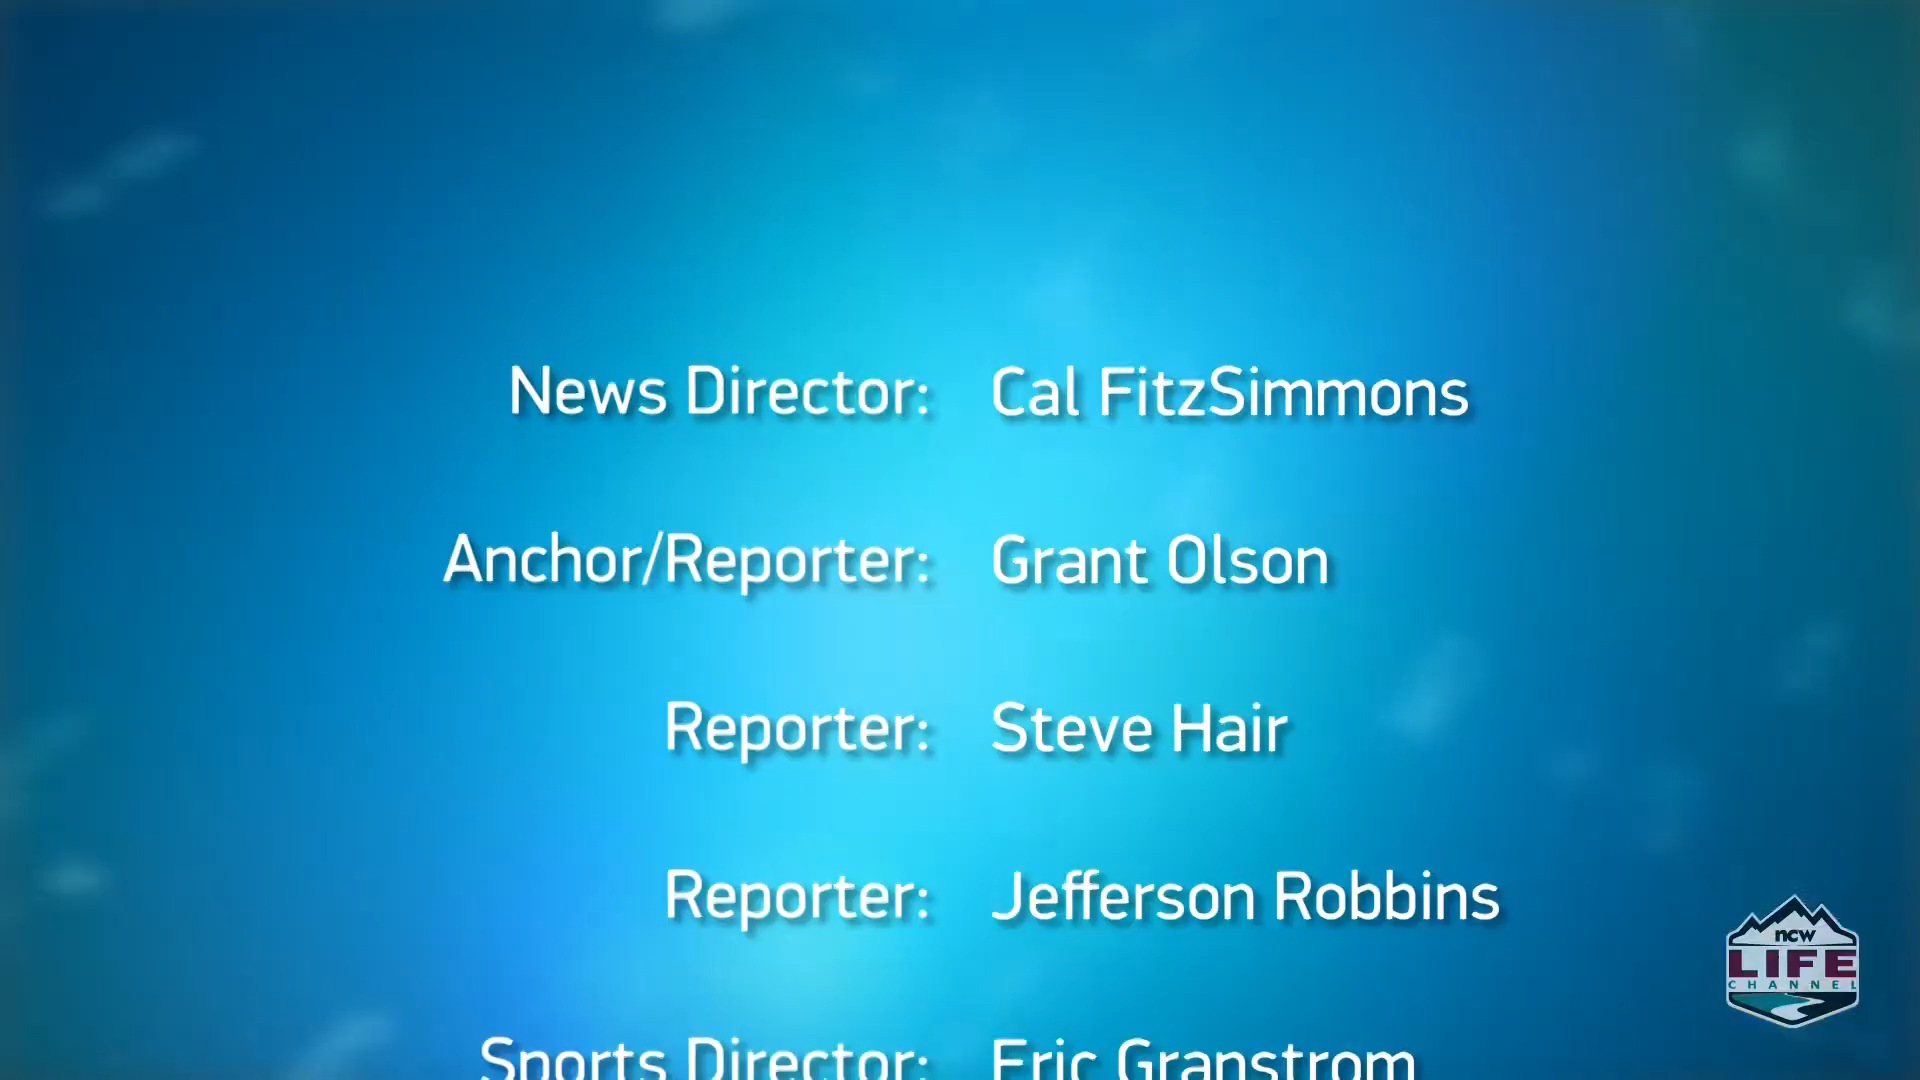 News Director: Cal FitzSimmons
Anchor/Reporter: Grant Olson
Reporter: Steve Hair
Reporter: Jefferson Robbins
Sports Director: Eric Granstrom
ncw
LIFE
CHANNEL